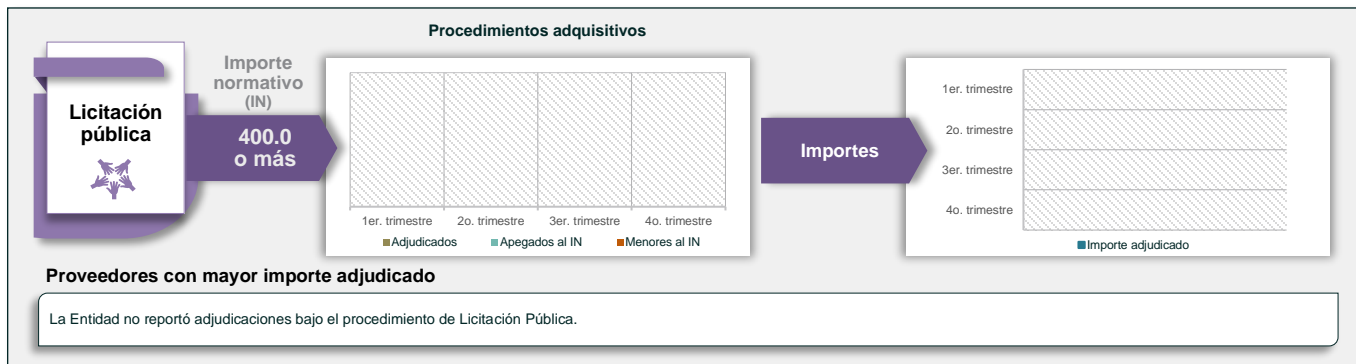 Procedimientos adquisitivos
Licitación
pública
Importe
normativo
(IN)
400.0
o más
1er. trimestre 2o. trimestre 3er. trimestre 4o. trimestre
Adjudicados Apegados al IN Menores al IN
Importes
1er. trimestre
2o. trimestre
3er. trimestre
4o. trimestre
Importe adjudicado
Proveedores con mayor importe adjudicado
La Entidad no reportó adjudicaciones bajo el procedimiento de Licitación Pública.